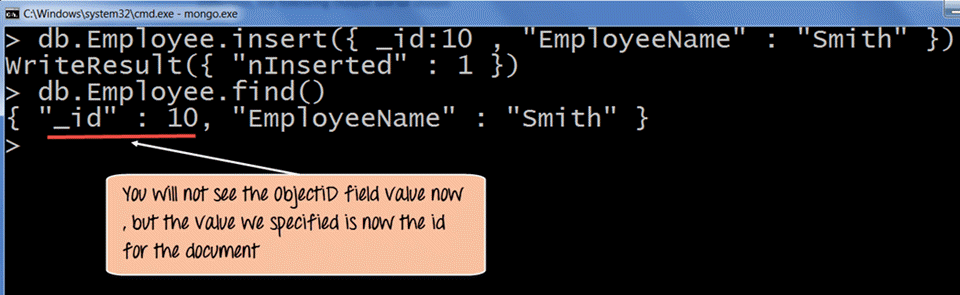 C:\Windows\system32\cmd.exe - mongo.exe
> db.Employee.insert({ _id:10 , "EmployeeName" : "Smith" })
WriteResult({ "nInserted" : 1 })
> db.Employee.find()
{ "_id" : 10, "EmployeeName" : "Smith" }
>
You will not see the ObjectID field value now
, but the value we specified is now the id
for the document